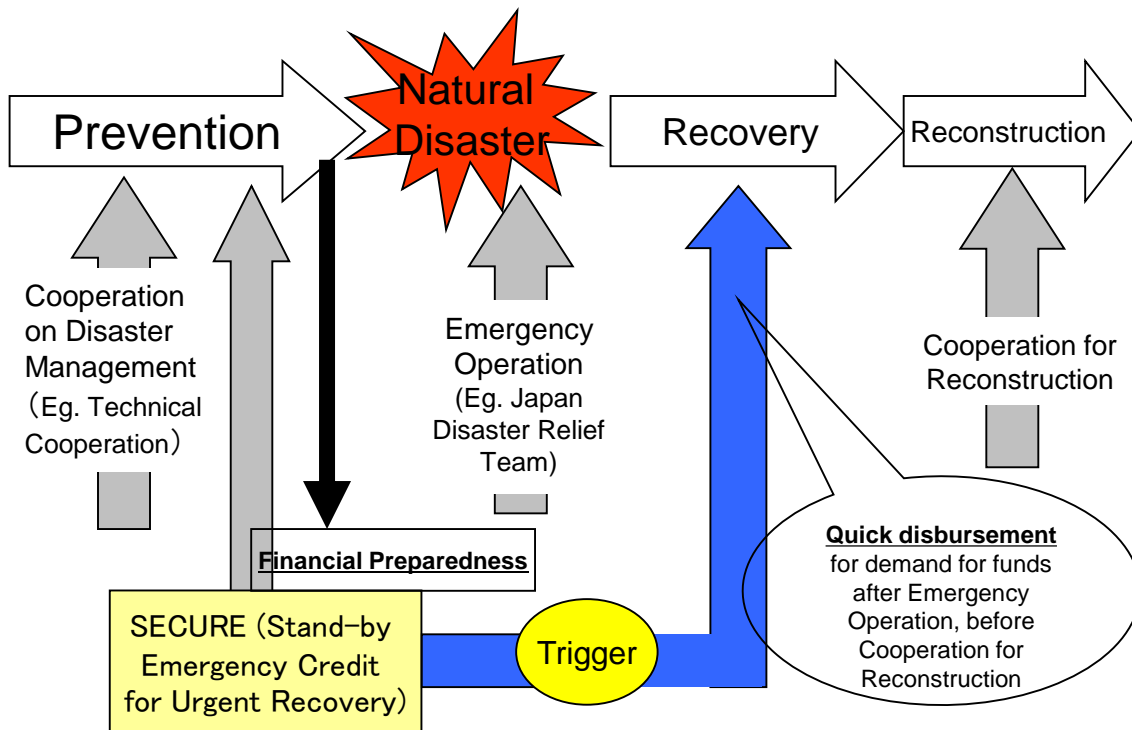 Prevention
Natural
Disaster
Recovery
Reconstruction
Cooperation
on Disaster
Management
（Eg. Technical
Cooperation）
Emergency
Operation
(Eg. Japan
Disaster Relief
Team)
Cooperation for
Reconstruction
Financial Preparedness
SECURE (Stand-by
Emergency Credit
for Urgent Recovery)
Trigger
Quick disbursement
for demand for funds
after Emergency
Operation, before
Cooperation for
Reconstruction